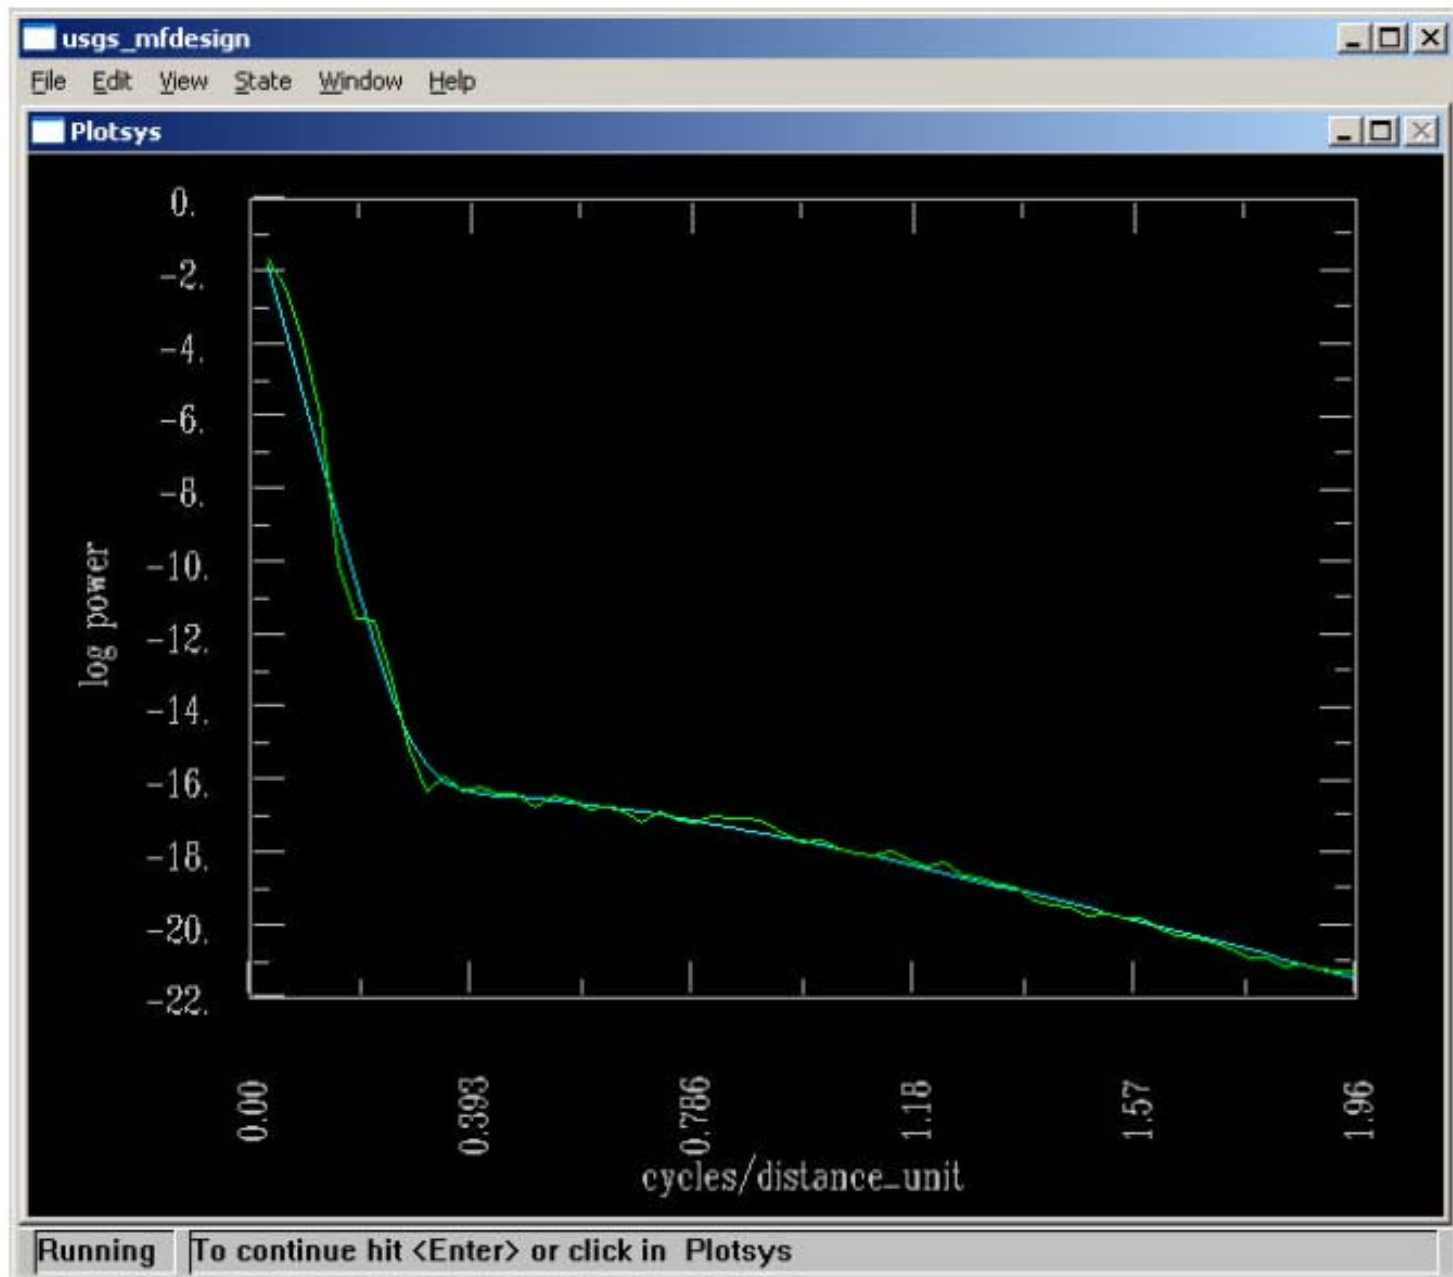 usgs_mfdesign
File Edit View State Window Help
Plotsys
0.
-2.
-4.
-6.
-8.
-10.
-12.
-14.
-16.
-18.
-20.
-22.
log power
0.00 0.393 0.786 1.18 1.57 1.96
cycles/distance_unit
Running To continue hit <Enter> or click in Plotsys